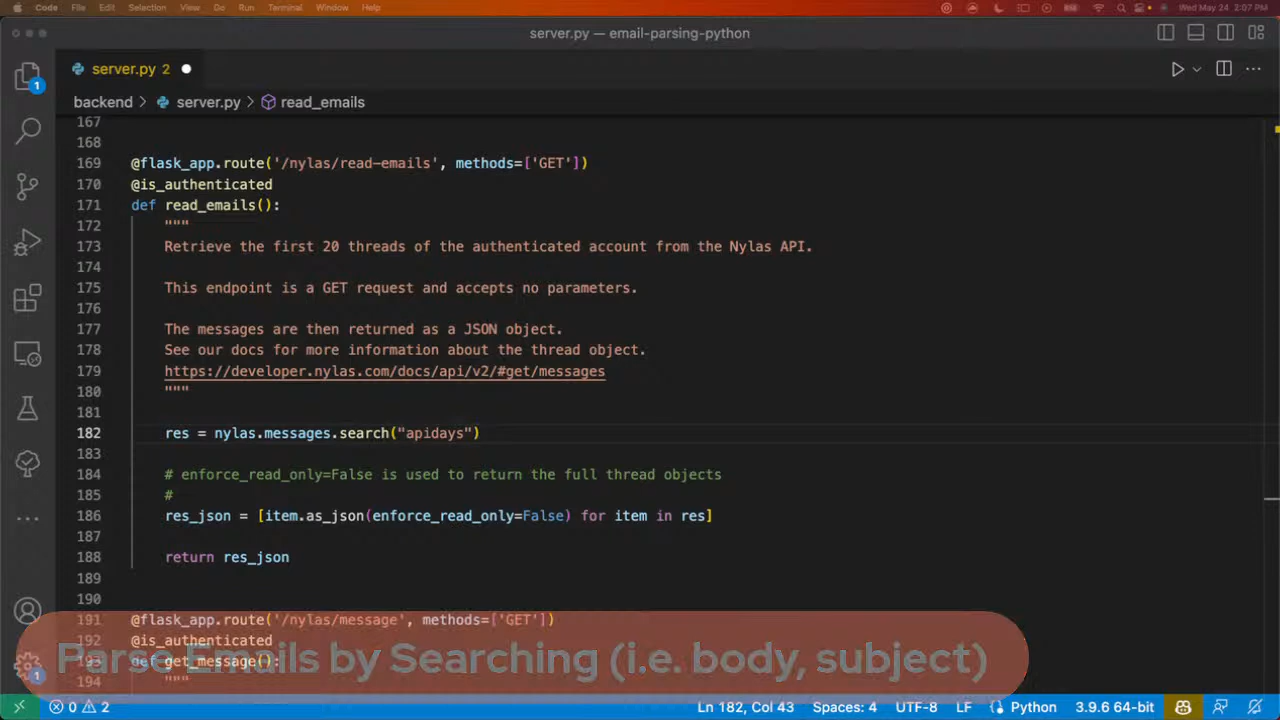 Code File Edit Selection View Go Run Terminal Window Help Wed May 24 2:07 PM
server.py — email-parsing-python
server.py 2
1
backend > server.py > read_emails
167
168
169 @flask_app.route('/nylas/read-emails', methods=['GET'])
170 @is_authenticated
171 def read_emails():
172 """
173 Retrieve the first 20 threads of the authenticated account from the Nylas API.
174
175 This endpoint is a GET request and accepts no parameters.
176
177 The messages are then returned as a JSON object.
178 See our docs for more information about the thread object.
179 https://developer.nylas.com/docs/api/v2/#get/messages
180 """
181
182 res = nylas.messages.search("apidays")
183
184 # enforce_read_only=False is used to return the full thread objects
185 #
186 res_json = [item.as_json(enforce_read_only=False) for item in res]
187
188 return res_json
189
190
191 @flask_app.route('/nylas/message', methods=['GET'])
192 @is_authenticated
193 def get_message():
194 """
Parse Emails by Searching (i.e. body, subject)
1
0 2 Ln 182, Col 43 Spaces: 4 UTF-8 LF Python 3.9.6 64-bit